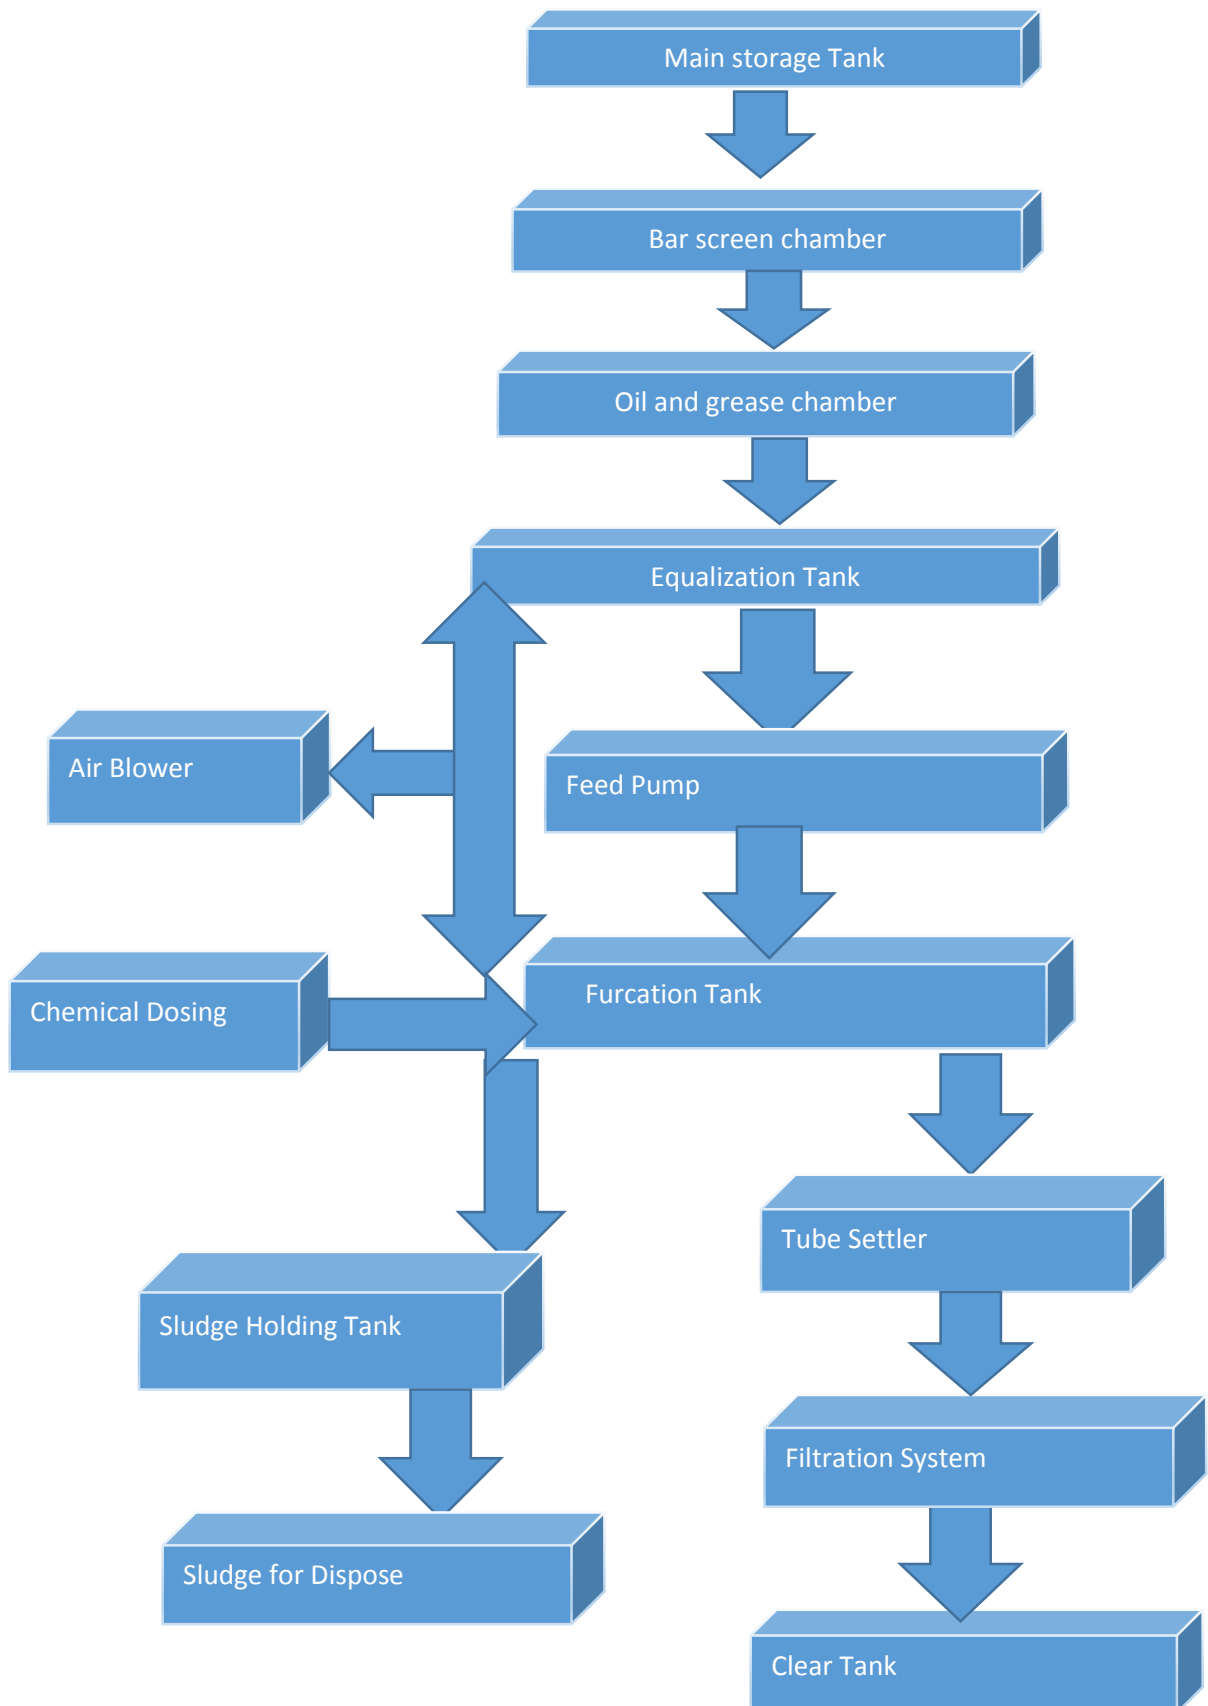 Main storage Tank
Bar screen chamber
Oil and grease chamber
Equalization Tank
Air Blower
Feed Pump
Chemical Dosing
Furcation Tank
Tube Settler
Sludge Holding Tank
Filtration System
Sludge for Dispose
Clear Tank